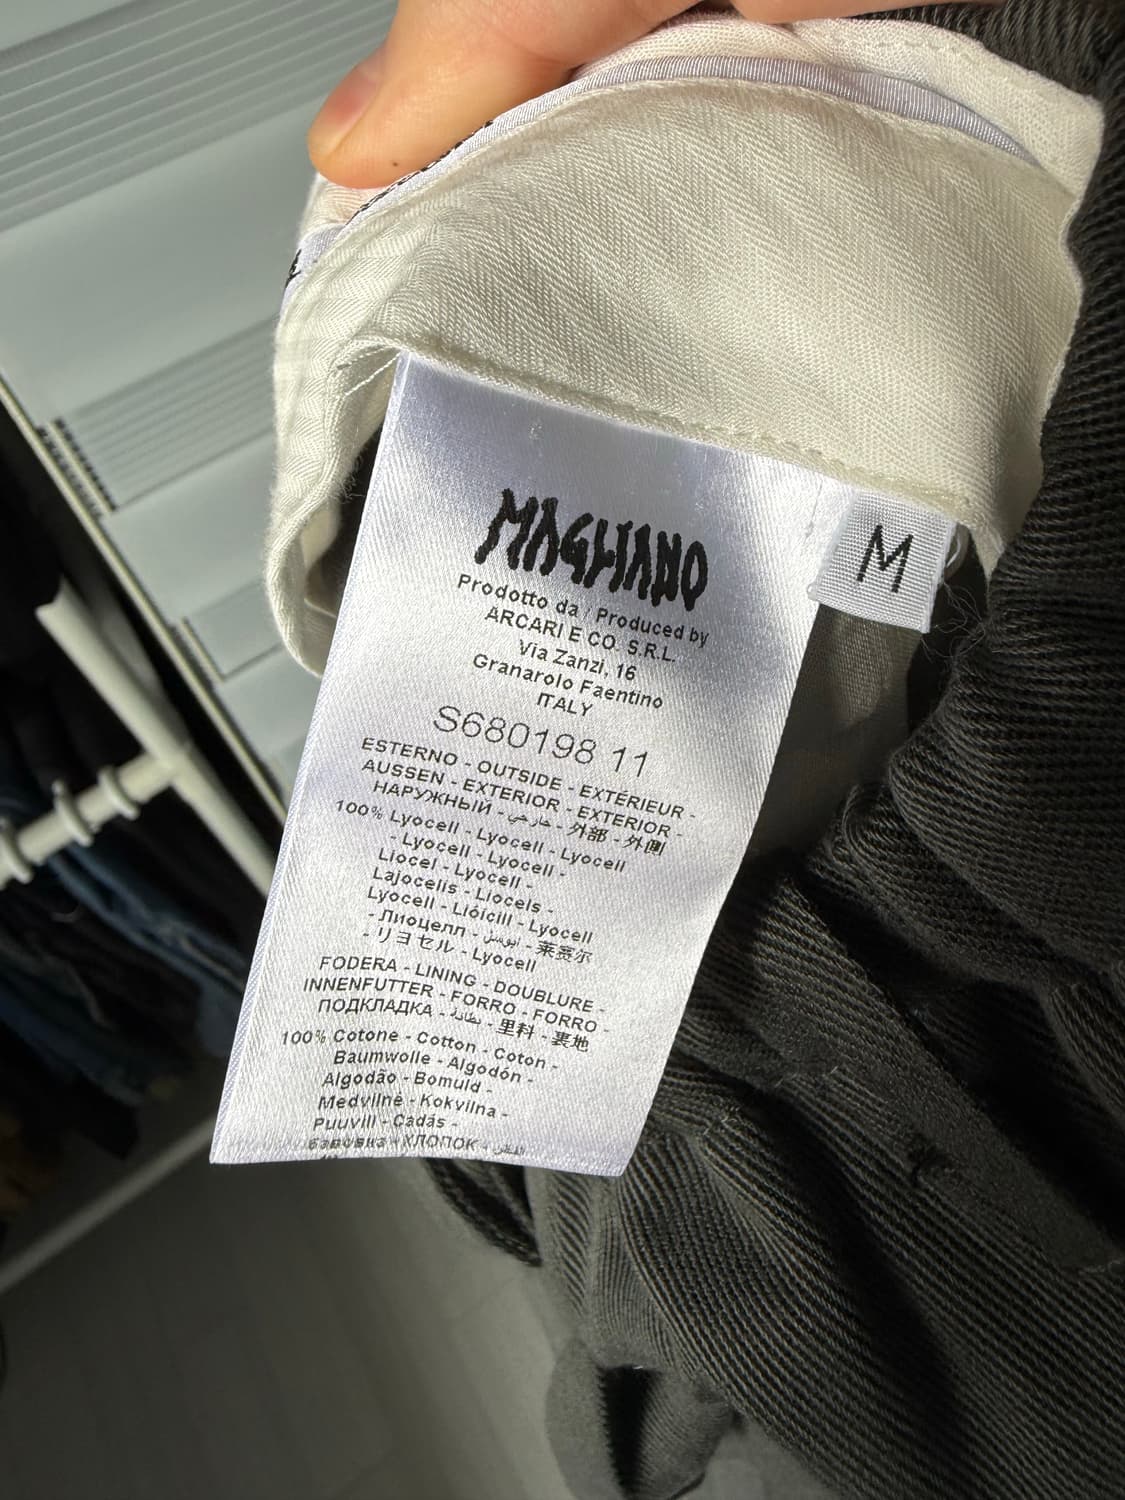 MAGLIANO
M
Prodotto da / Produced by
ARCARI E CO. S.R.L.
Via Zanzi, 16
Granarolo Faentino
ITALY
S680198 11
ESTERNO - OUTSIDE - EXTÉRIEUR -
AUSSEN - EXTERIOR - EXTERIOR -
НАРУЖНЫЙ - خارجي - 外部 - 外側
100% Lyocell - Lyocell - Lyocell
- Lyocell - Lyocell -
Liocel - Lyocell -
Lajocelis - Liocels -
Lyocell - Lióicill - Lyocell
- Лиоцелл - - 莱赛尔
- リヨセル - Lyocell
FODERA - LINING - DOUBLURE -
INNENFUTTER - FORRO - FORRO -
ПОДКЛАДКА - بطانة - 里料 - 裏地
100% Cotone - Cotton - Coton -
Baumwolle - Algodón -
Algodão - Bomuld -
Medvilnė - Kokvilna -
Puuvill - Cadás -
- ХЛОПОК -